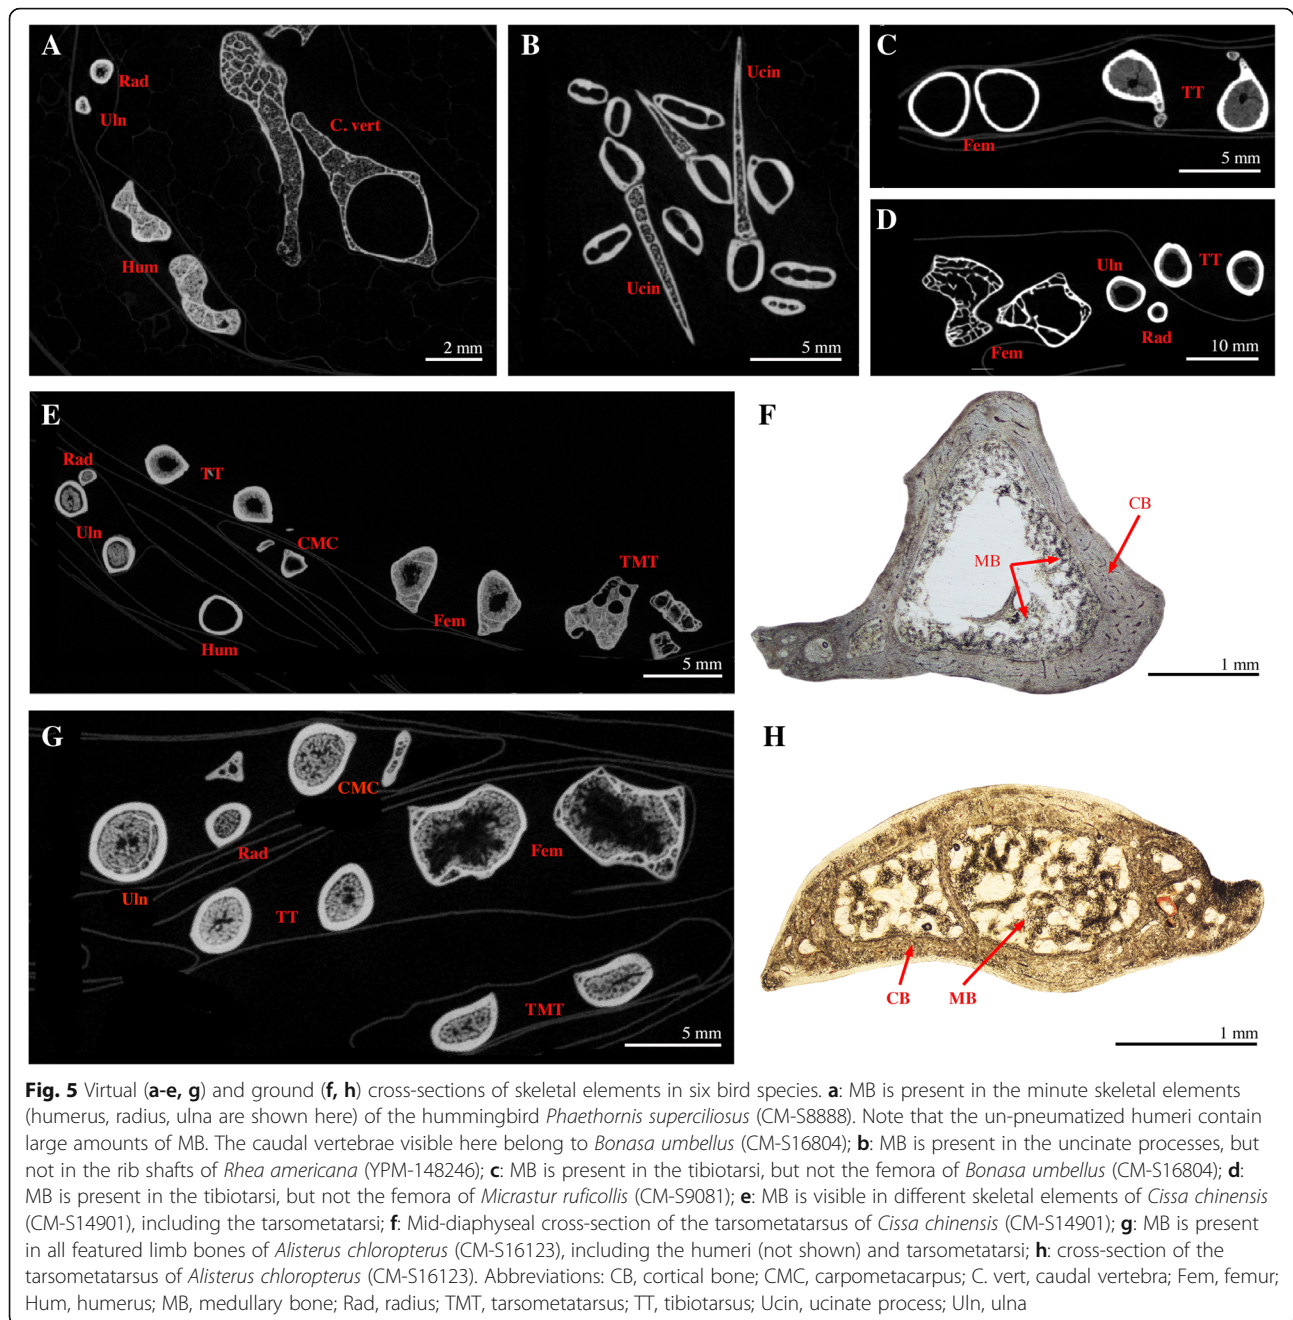 A
Rad
Uln
C. vert
Hum
2 mm
B
Ucin
Ucin
5 mm
C
TT
Fem
5 mm
D
Uln
TT
Fem
Rad
10 mm
E
Rad
TT
Uln
CMC
TMT
Fem
Hum
5 mm
F
CB
MB
1 mm
G
CMC
Rad
Fem
Uln
TT
TMT
5 mm
H
CB
MB
1 mm
Fig. 5 Virtual (a-e, g) and ground (f, h) cross-sections of skeletal elements in six bird species. a: MB is present in the minute skeletal elements
(humerus, radius, ulna are shown here) of the hummingbird Phaethornis superciliosus (CM-S8888). Note that the un-pneumatized humeri contain
large amounts of MB. The caudal vertebrae visible here belong to Bonasa umbellus (CM-S16804); b: MB is present in the uncinate processes, but
not in the rib shafts of Rhea americana (YPM-148246); c: MB is present in the tibiotarsi, but not the femora of Bonasa umbellus (CM-S16804); d:
MB is present in the tibiotarsi, but not the femora of Micrastur ruficollis (CM-S9081); e: MB is visible in different skeletal elements of Cissa chinensis
(CM-S14901), including the tarsometatarsi; f: Mid-diaphyseal cross-section of the tarsometatarsus of Cissa chinensis (CM-S14901); g: MB is present
in all featured limb bones of Alisterus chloropterus (CM-S16123), including the humeri (not shown) and tarsometatarsi; h: cross-section of the
tarsometatarsus of Alisterus chloropterus (CM-S16123). Abbreviations: CB, cortical bone; CMC, carpometacarpus; C. vert, caudal vertebra; Fem, femur;
Hum, humerus; MB, medullary bone; Rad, radius; TMT, tarsometatarsus; TT, tibiotarsus; Ucin, ucinate process; Uln, ulna